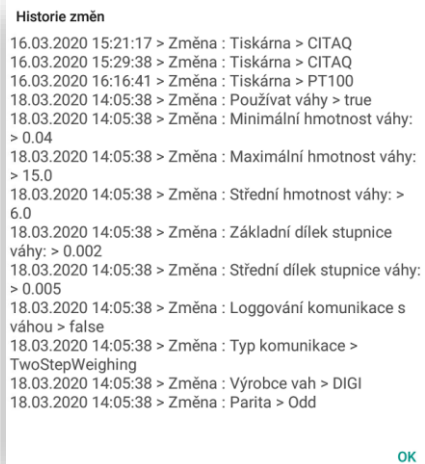 Historie změn
16.03.2020 15:21:17 > Změna : Tiskárna > CITAQ
16.03.2020 15:29:38 > Změna : Tiskárna > CITAQ
16.03.2020 16:16:41 > Změna : Tiskárna > PT100
18.03.2020 14:05:38 > Změna : Používat váhy > true
18.03.2020 14:05:38 > Změna : Minimální hmotnost váhy:
> 0.04
18.03.2020 14:05:38 > Změna : Maximální hmotnost váhy:
> 15.0
18.03.2020 14:05:38 > Změna : Střední hmotnost váhy: >
6.0
18.03.2020 14:05:38 > Změna : Základní dílek stupnice
váhy: > 0.002
18.03.2020 14:05:38 > Změna : Střední dílek stupnice váhy:
> 0.005
18.03.2020 14:05:38 > Změna : Loggování komunikace s
váhou > false
18.03.2020 14:05:38 > Změna : Typ komunikace >
TwoStepWeighing
18.03.2020 14:05:38 > Změna : Výrobce vah > DIGI
18.03.2020 14:05:38 > Změna : Parita > Odd
OK